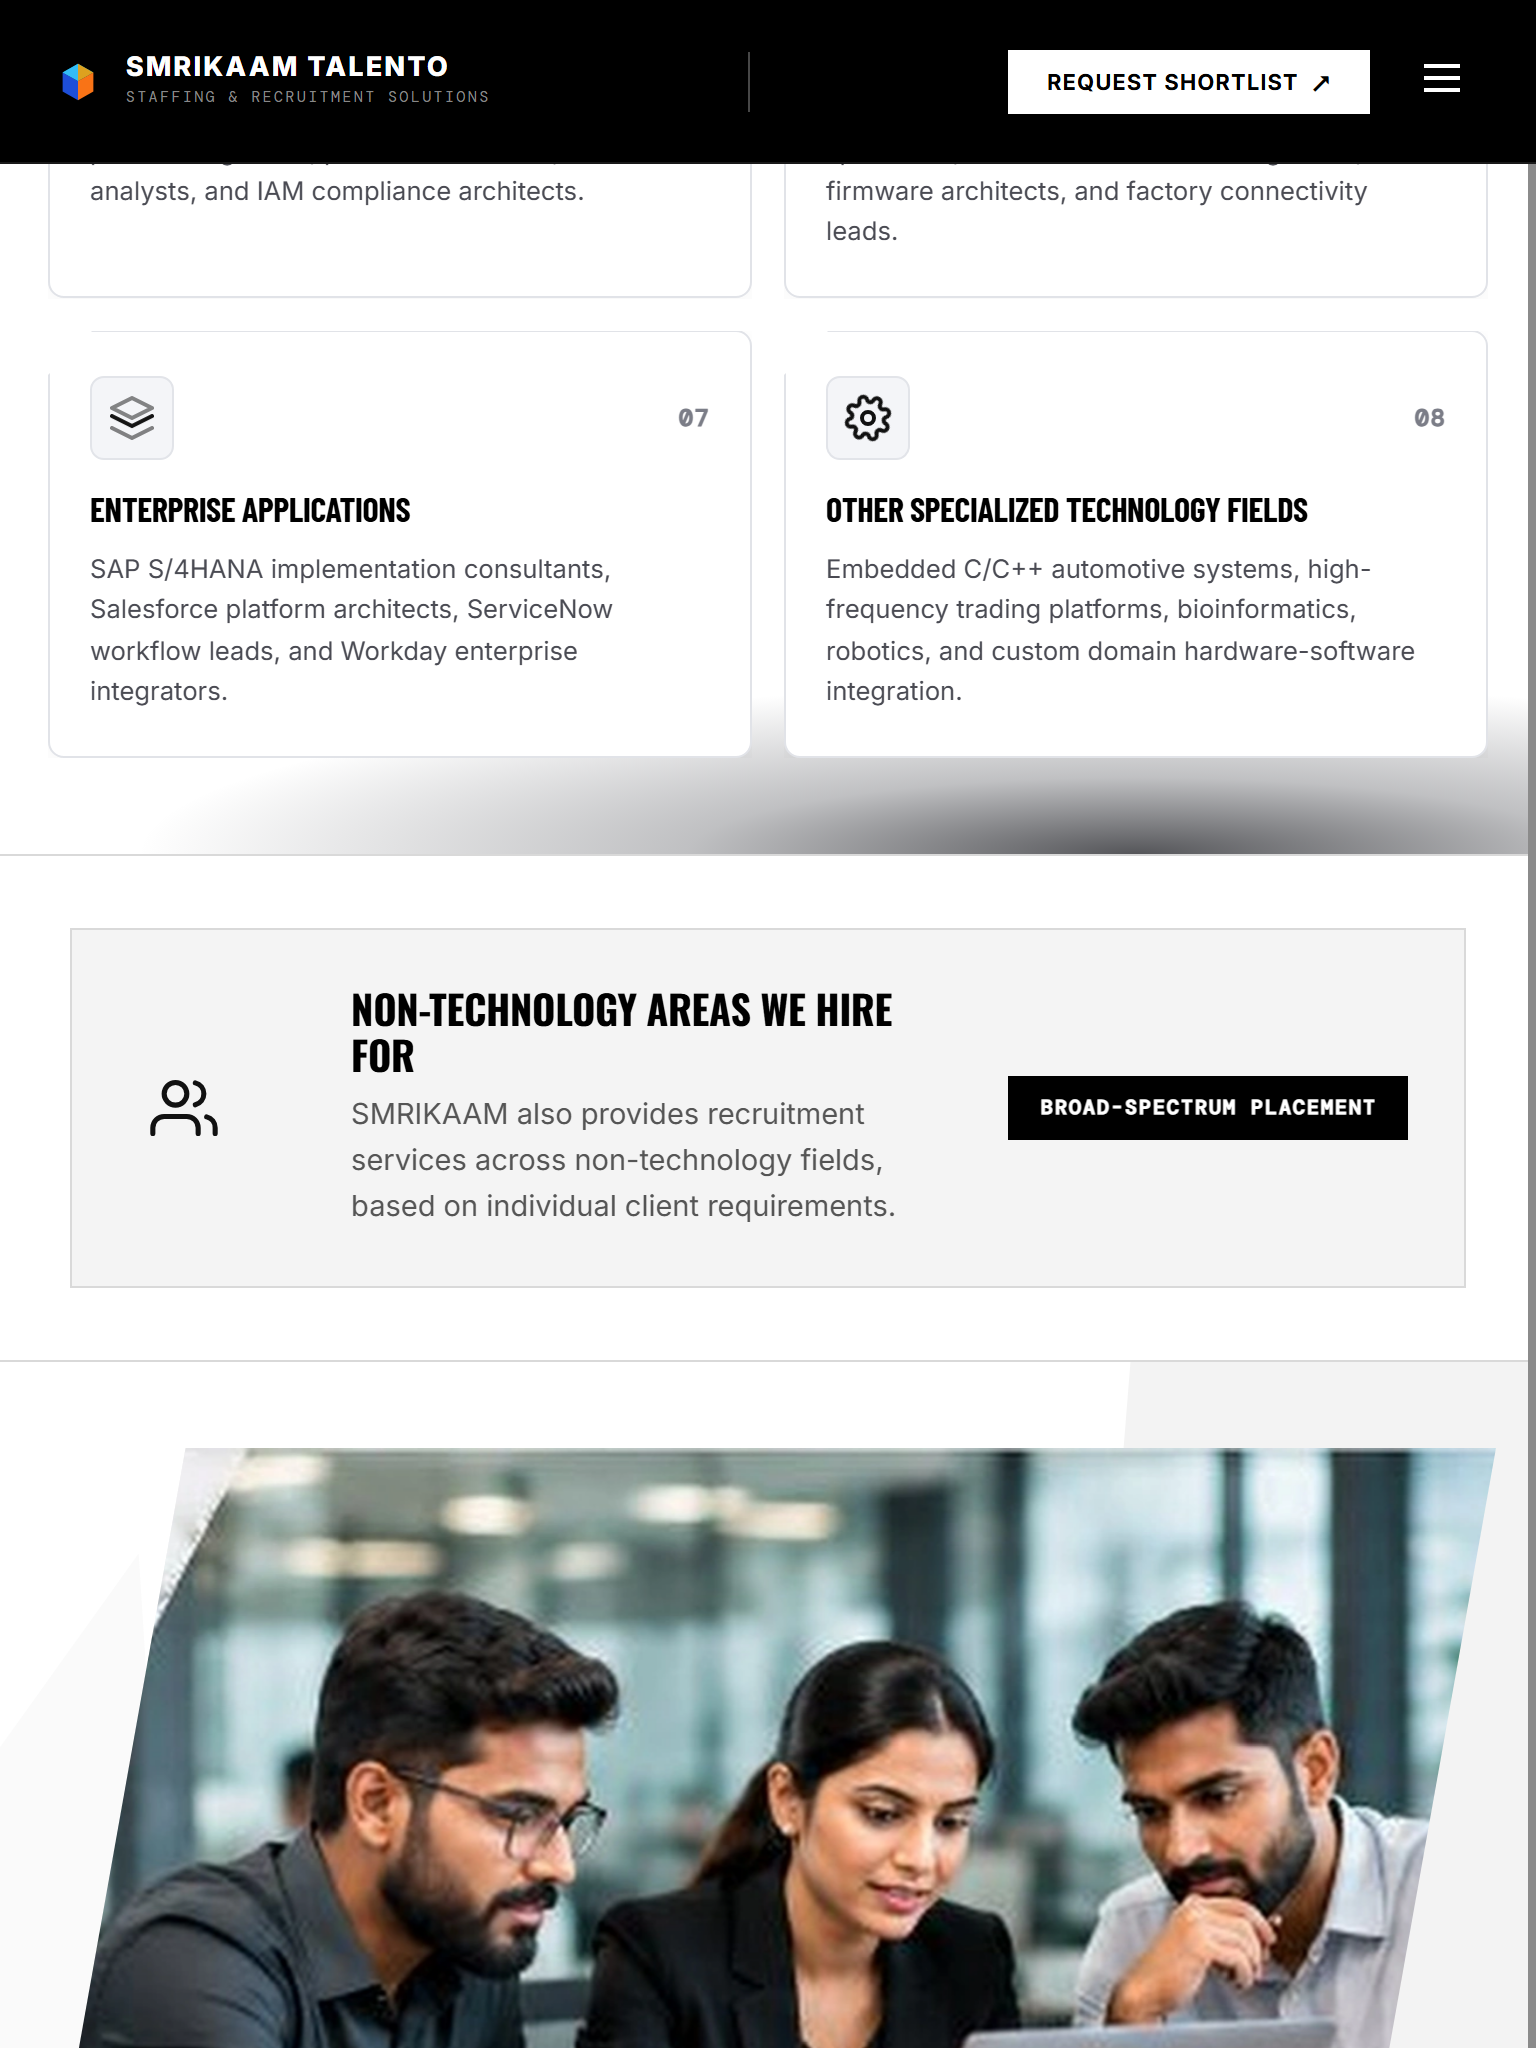 SMRIKAAM TALENTO
STAFFING & RECRUITMENT SOLUTIONS
REQUEST SHORTLIST ↗
analysts, and IAM compliance architects.
firmware architects, and factory connectivity
leads.
07
ENTERPRISE APPLICATIONS
SAP S/4HANA implementation consultants,
Salesforce platform architects, ServiceNow
workflow leads, and Workday enterprise
integrators.
08
OTHER SPECIALIZED TECHNOLOGY FIELDS
Embedded C/C++ automotive systems, high-
frequency trading platforms, bioinformatics,
robotics, and custom domain hardware-software
integration.
NON-TECHNOLOGY AREAS WE HIRE
FOR
SMRIKAAM also provides recruitment
services across non-technology fields,
based on individual client requirements.
BROAD-SPECTRUM PLACEMENT